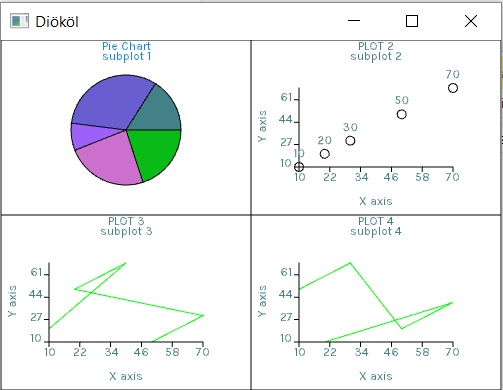 Diököl
Pie Chart
subplot 1
PLOT 2
subplot 2
Y axis
61
44
27
10
10
20
30
50
70
10 22 34 46 58 70
X axis
PLOT 3
subplot 3
Y axis
61
44
27
10
10 22 34 46 58 70
X axis
PLOT 4
subplot 4
Y axis
61
44
27
10
10 22 34 46 58 70
X axis